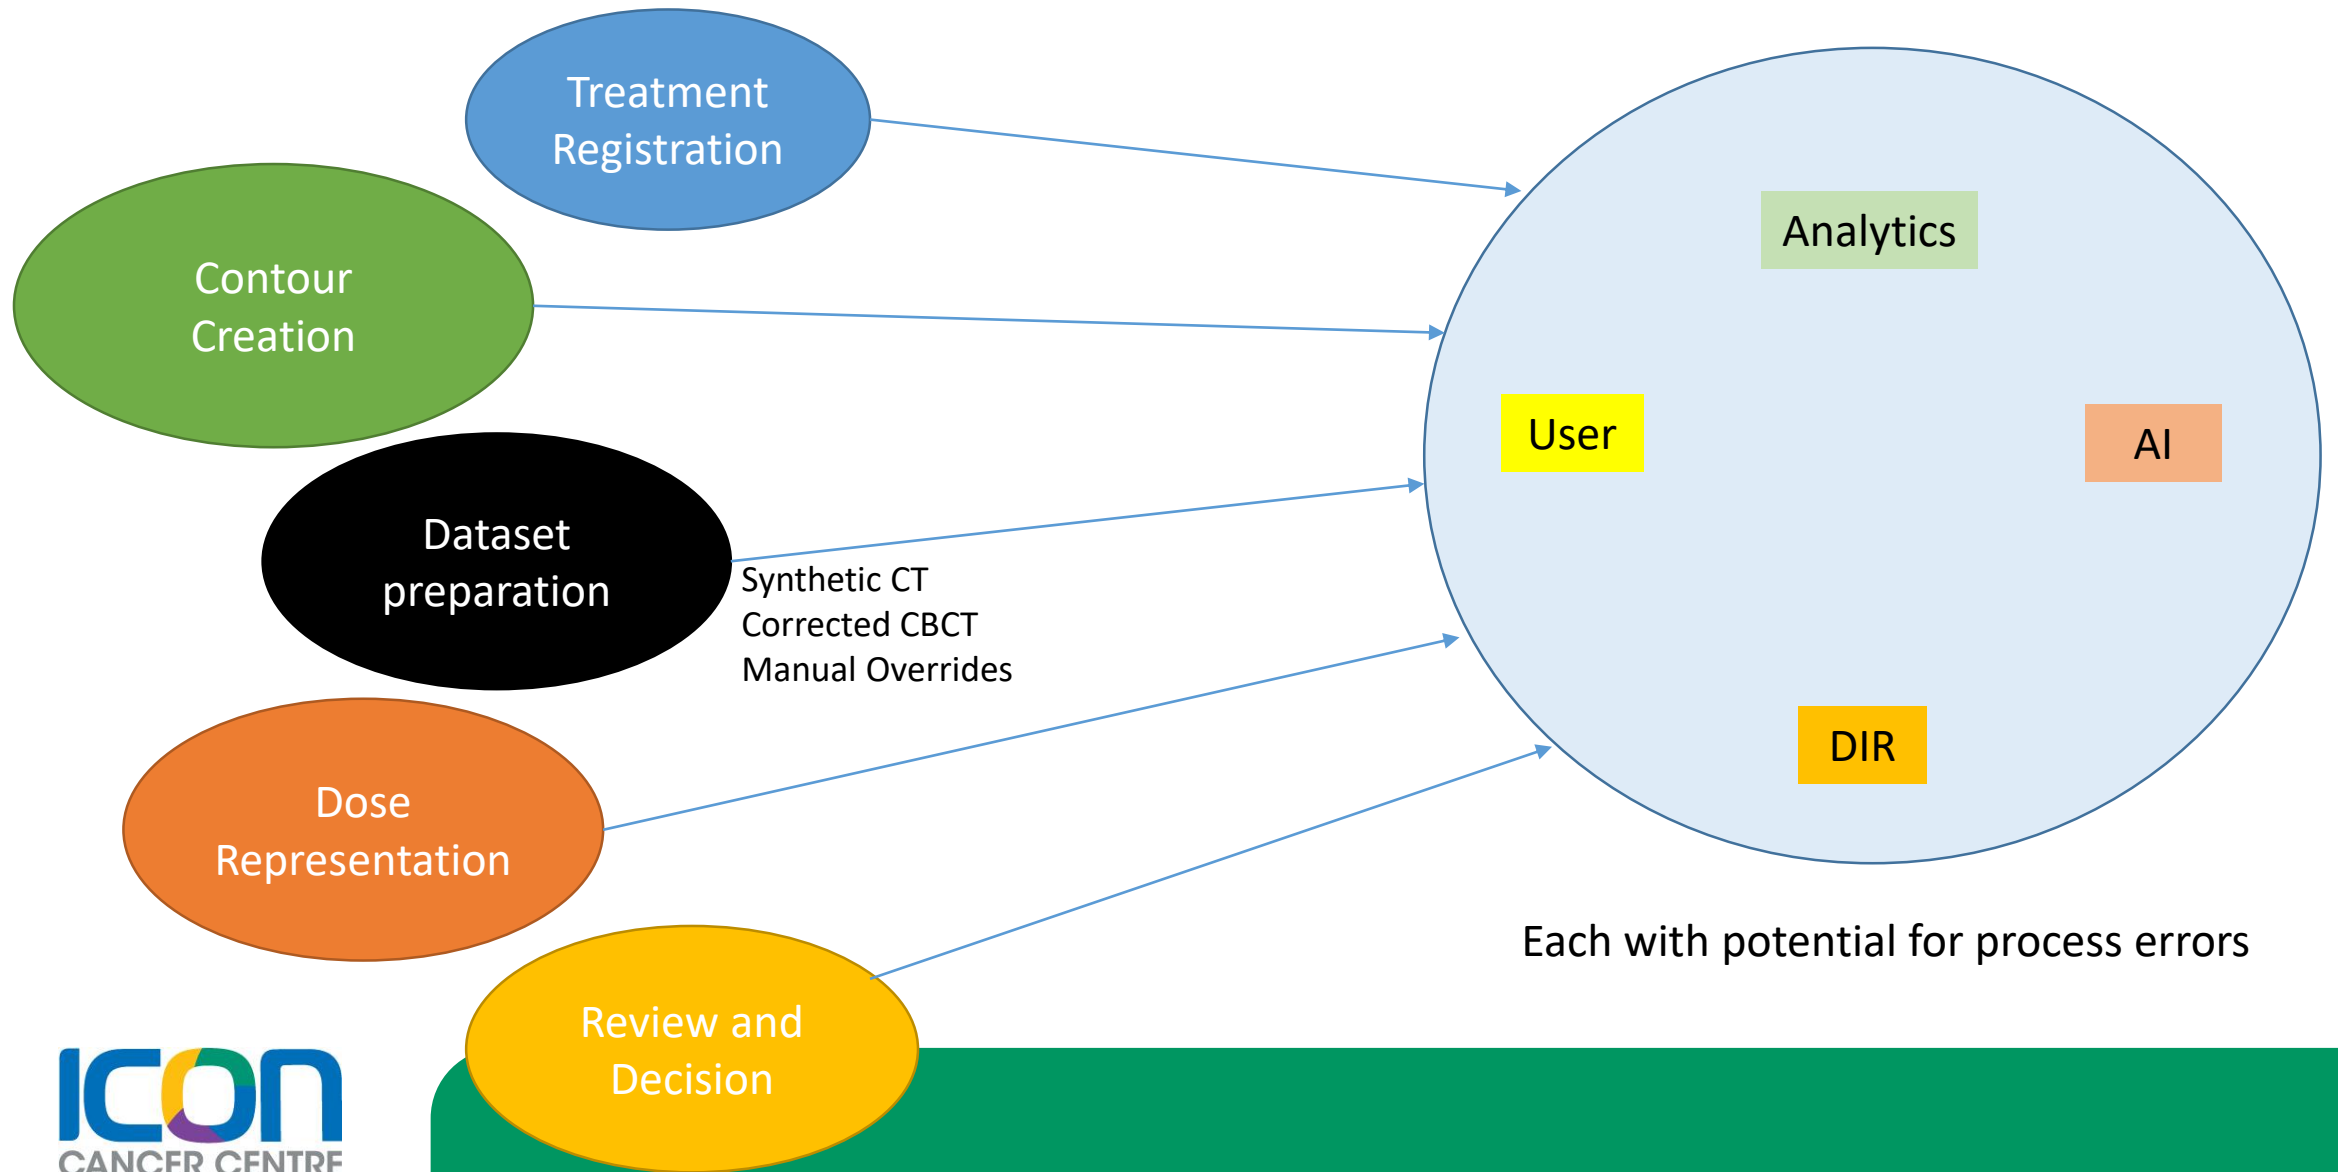 Treatment
Registration
Contour
Creation
Dataset
preparation
Synthetic CT
Corrected CBCT
Manual Overrides
Dose
Representation
Review and
Decision
Analytics
User
AI
DIR
Each with potential for process errors
ICON
CANCER CENTRE